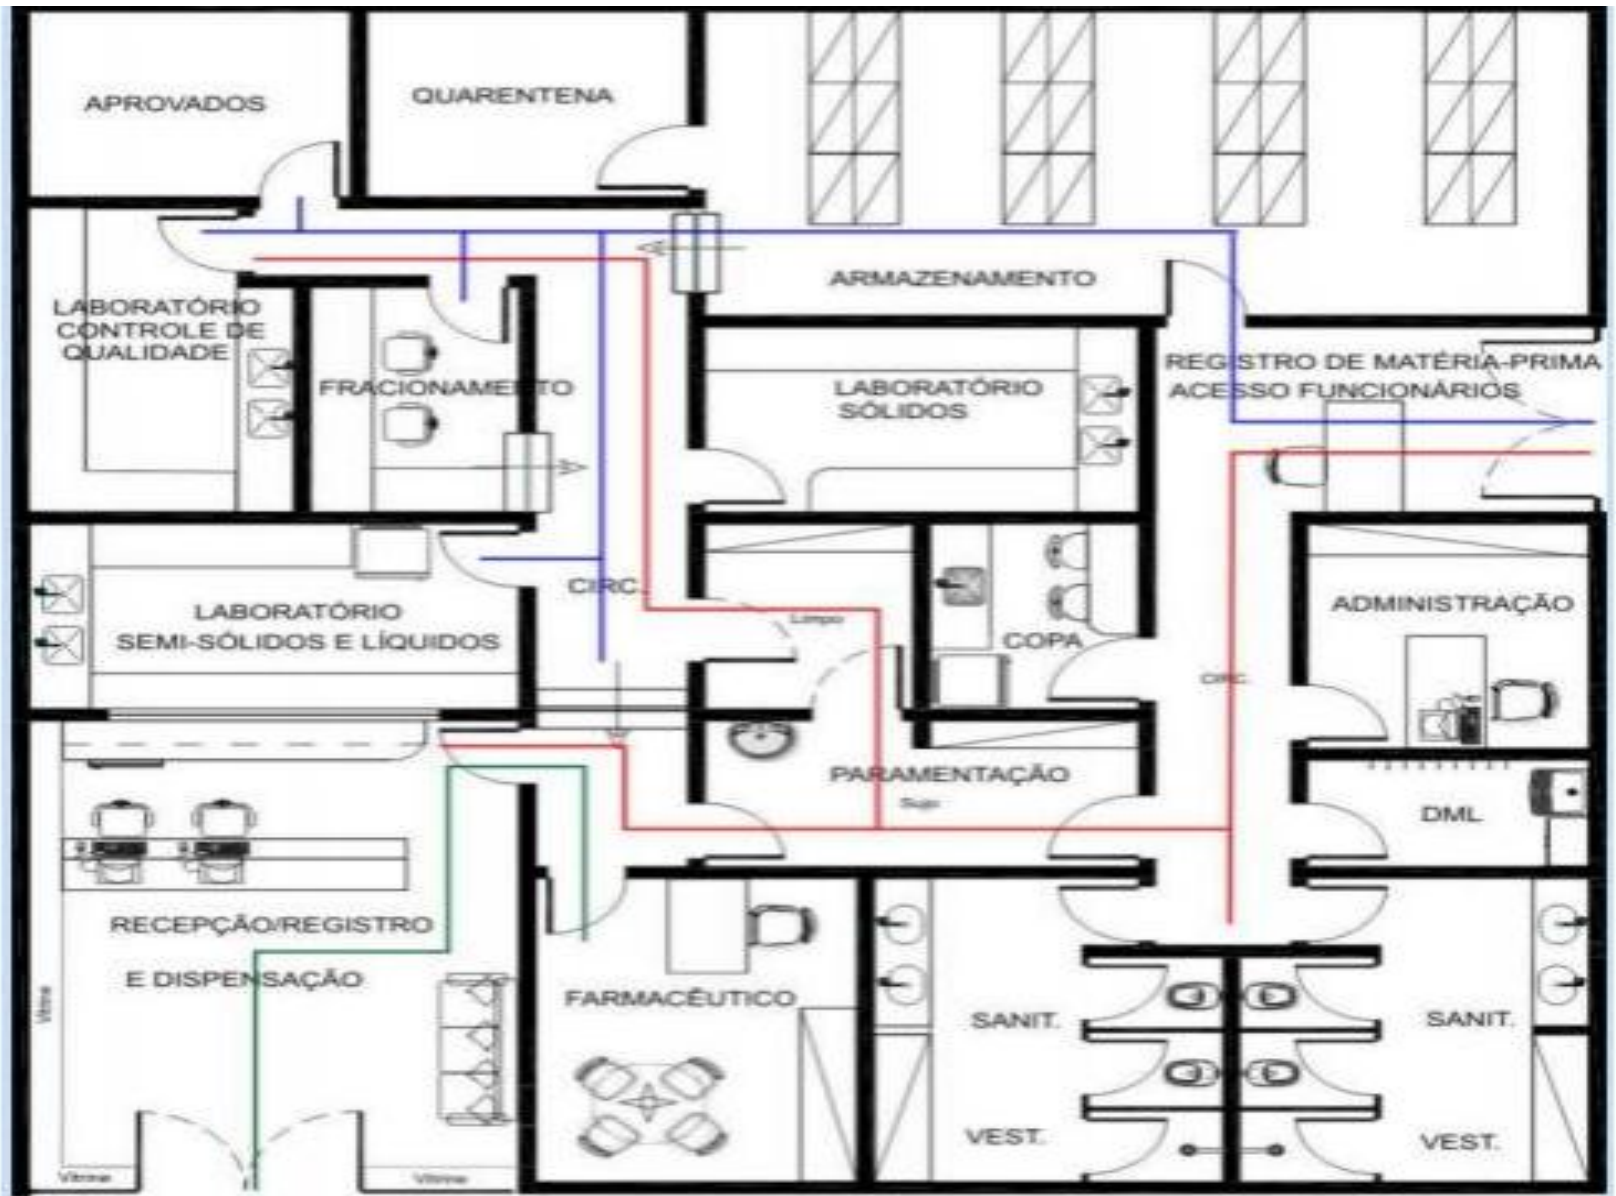 APROVADOS
QUARENTENA
ARMAZENAMENTO
LABORATÓRIO
CONTROLE DE
QUALIDADE
FRACIONAMENTO
LABORATÓRIO
SÓLIDOS
REGISTRO DE MATÉRIA-PRIMA
ACESSO FUNCIONÁRIOS
LABORATÓRIO
SEMI-SÓLIDOS E LÍQUIDOS
CIRC.
Limpo
COPA
CIRC.
ADMINISTRAÇÃO
PARAMENTAÇÃO
Sujo
DML
RECEPÇÃO/REGISTRO
E DISPENSAÇÃO
Vitrine
FARMACÊUTICO
SANIT.
SANIT.
VEST.
VEST.
Vitrine
Vitrine